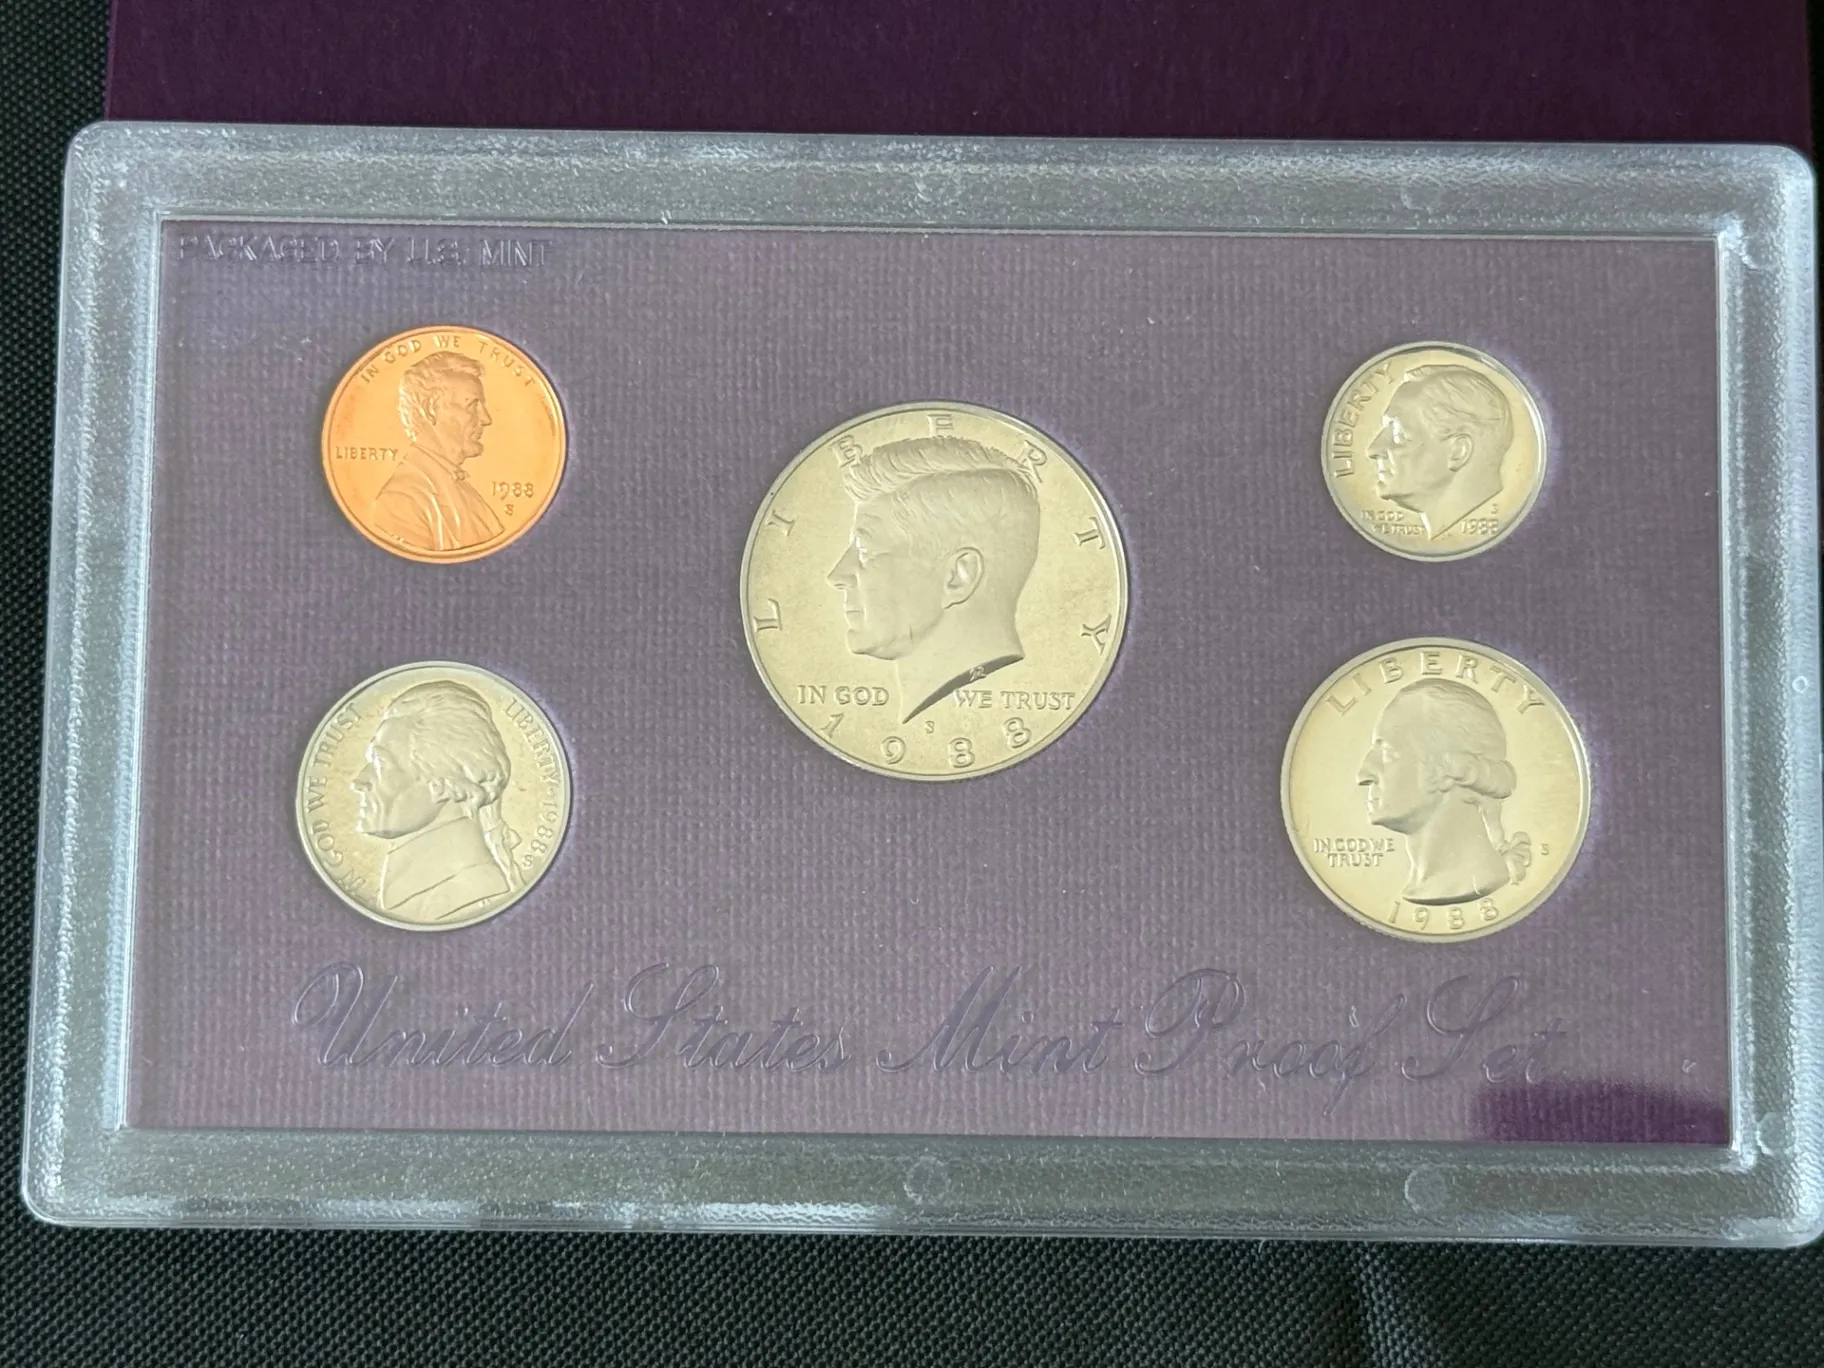 PACKAGED BY U.S. MINT
IN GOD WE TRUST
LIBERTY
1988
S
LIBERTY
IN GOD WE TRUST
S
1988
LIBERTY
IN GOD
WE TRUST
S
1988
IN GOD WE TRUST
LIBERTY · 1988
S
LIBERTY
IN GOD WE
TRUST
S
1988
United States Mint Proof Set